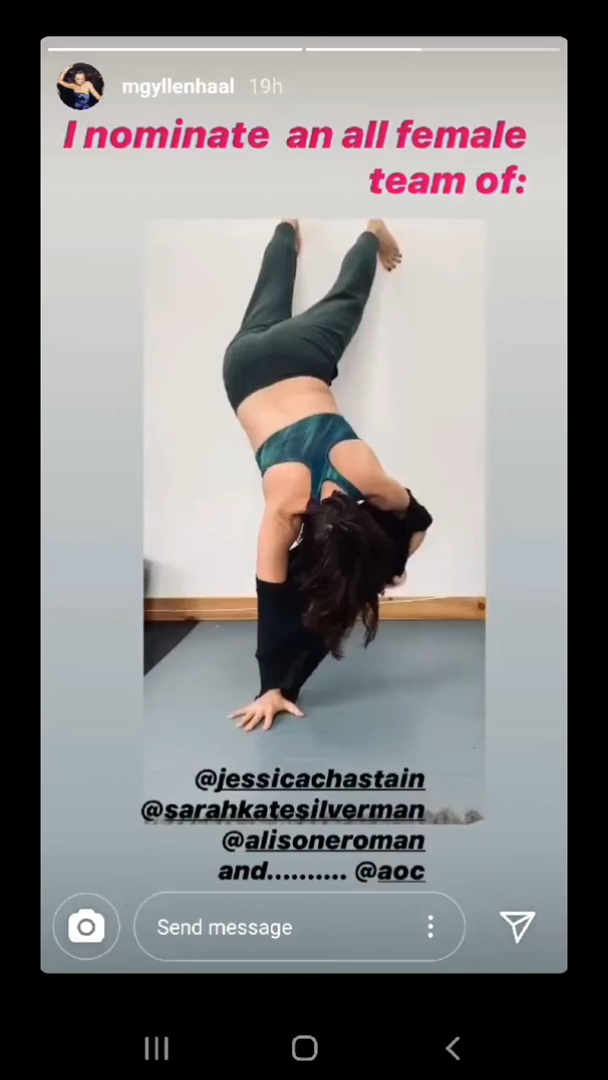 mgyllenhaal 19h
I nominate an all female
team of:
@jessicachastain
@sarahkatesilverman
@alisoneroman
and.......... @aoc
Send message